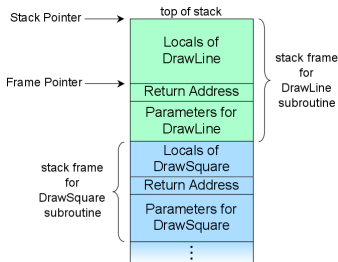 top of stack
Stack Pointer
Locals of
DrawLine
stack frame
for
DrawLine
subroutine
Frame Pointer
Return Address
Parameters for
DrawLine
stack frame
for
DrawSquare
subroutine
Locals of
DrawSquare
Return Address
Parameters for
DrawSquare